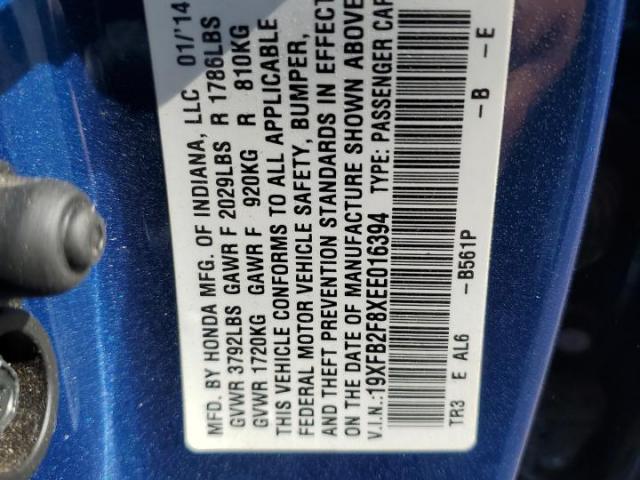 MFD. BY HONDA MFG. OF INDIANA, LLC 01/'14
GVWR 3792LBS GAWR F 2029LBS R 1786LBS
GVWR 1720KG GAWR F 920KG R 810KG
THIS VEHICLE CONFORMS TO ALL APPLICABLE
FEDERAL MOTOR VEHICLE SAFETY, BUMPER,
AND THEFT PREVENTION STANDARDS IN EFFECT
ON THE DATE OF MANUFACTURE SHOWN ABOVE
V.I.N.:19XFB2F8XEE016394 TYPE: PASSENGER CAR
TR3 E AL6 -B561P -B -E